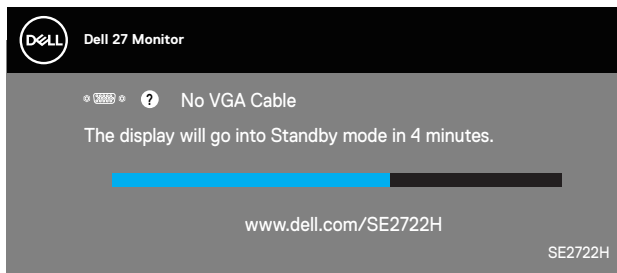 DELL
Dell 27 Monitor
? No VGA Cable
The display will go into Standby mode in 4 minutes.
www.dell.com/SE2722H
SE2722H